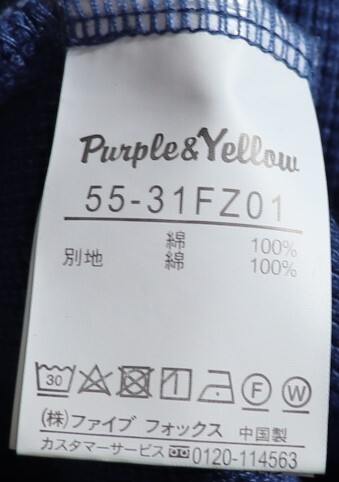 Purple&Yellow
55-31FZ01
綿 100%
別地 綿 100%
30 F W
(株)ファイブ フォックス 中国製
カスタマーサービス 0120-114563